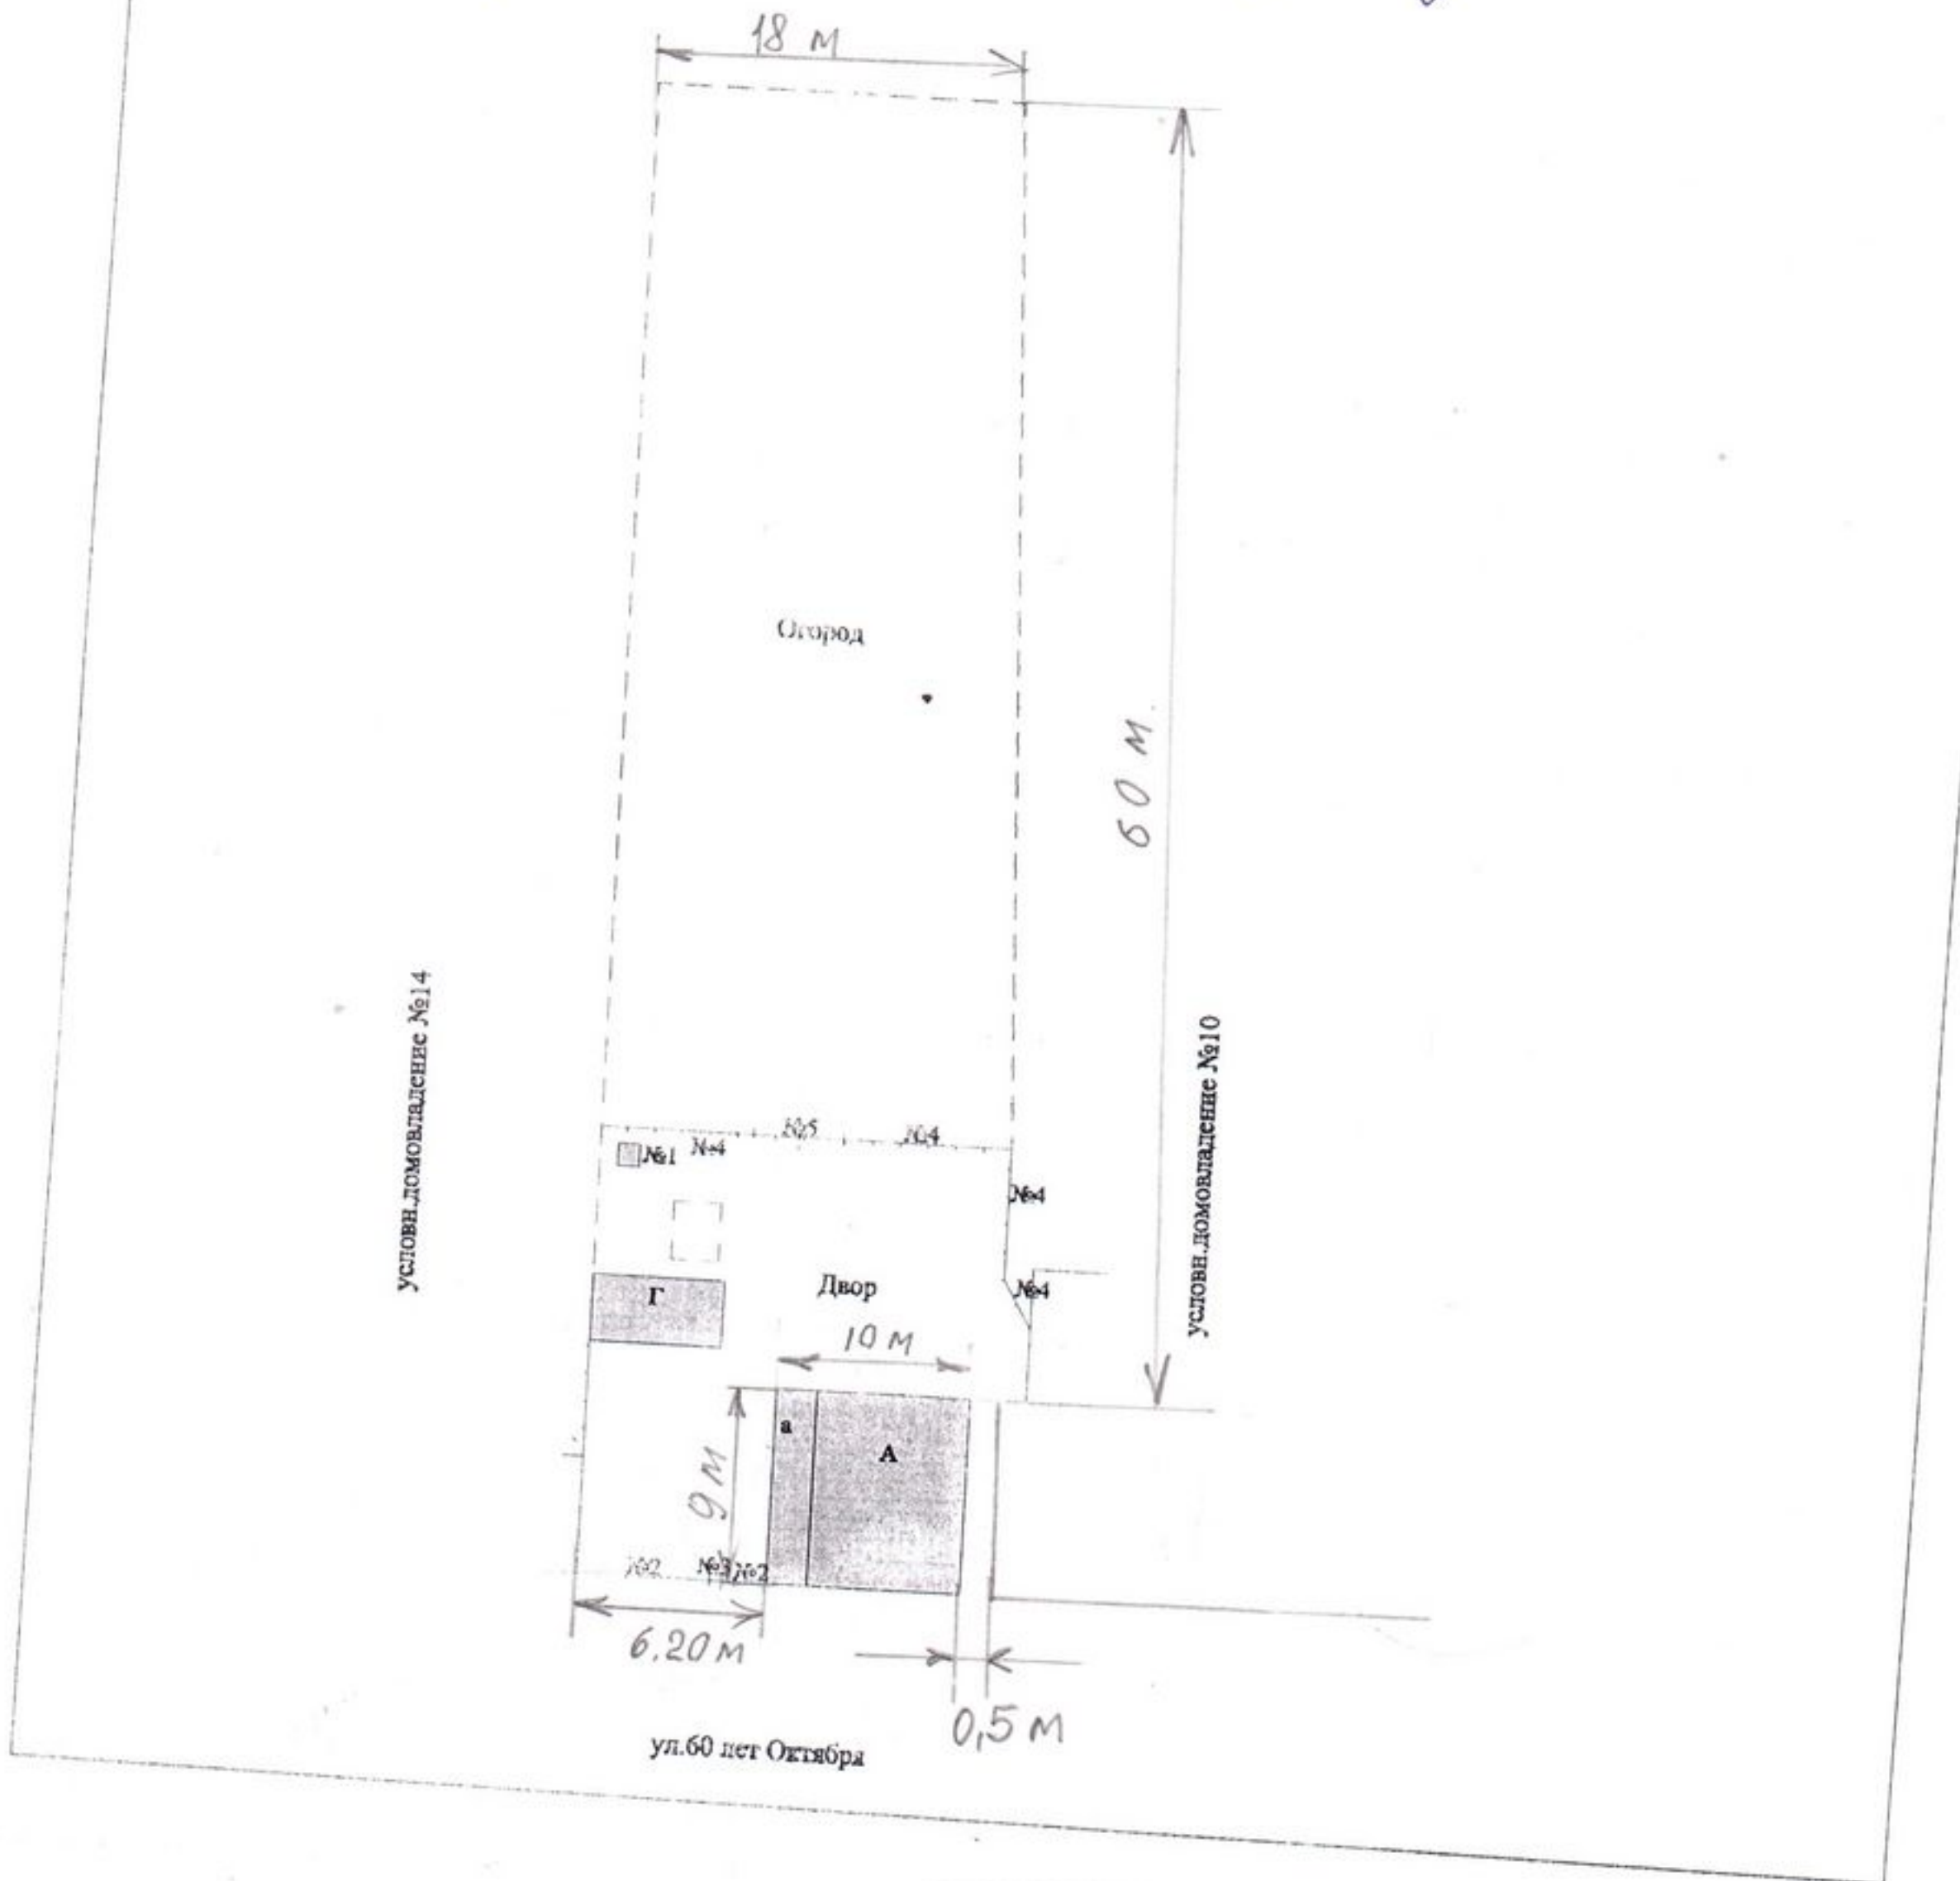 18 м
Огород
60 м.
условн.домовладение №14
условн.домовладение №10
№5
№4
№1
№4
№4
Г
Двор
№4
10 м
а
А
9 м
№2
№3
№2
6.20 м
0,5 м
ул.60 лет Октября